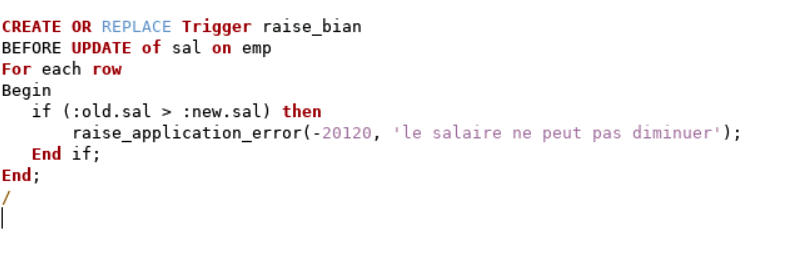 CREATE OR REPLACE Trigger raise_bian
BEFORE UPDATE of sal on emp
For each row
Begin
if (:old.sal > :new.sal) then
raise_application_error(-20120, 'le salaire ne peut pas diminuer');
End if;
End;
/